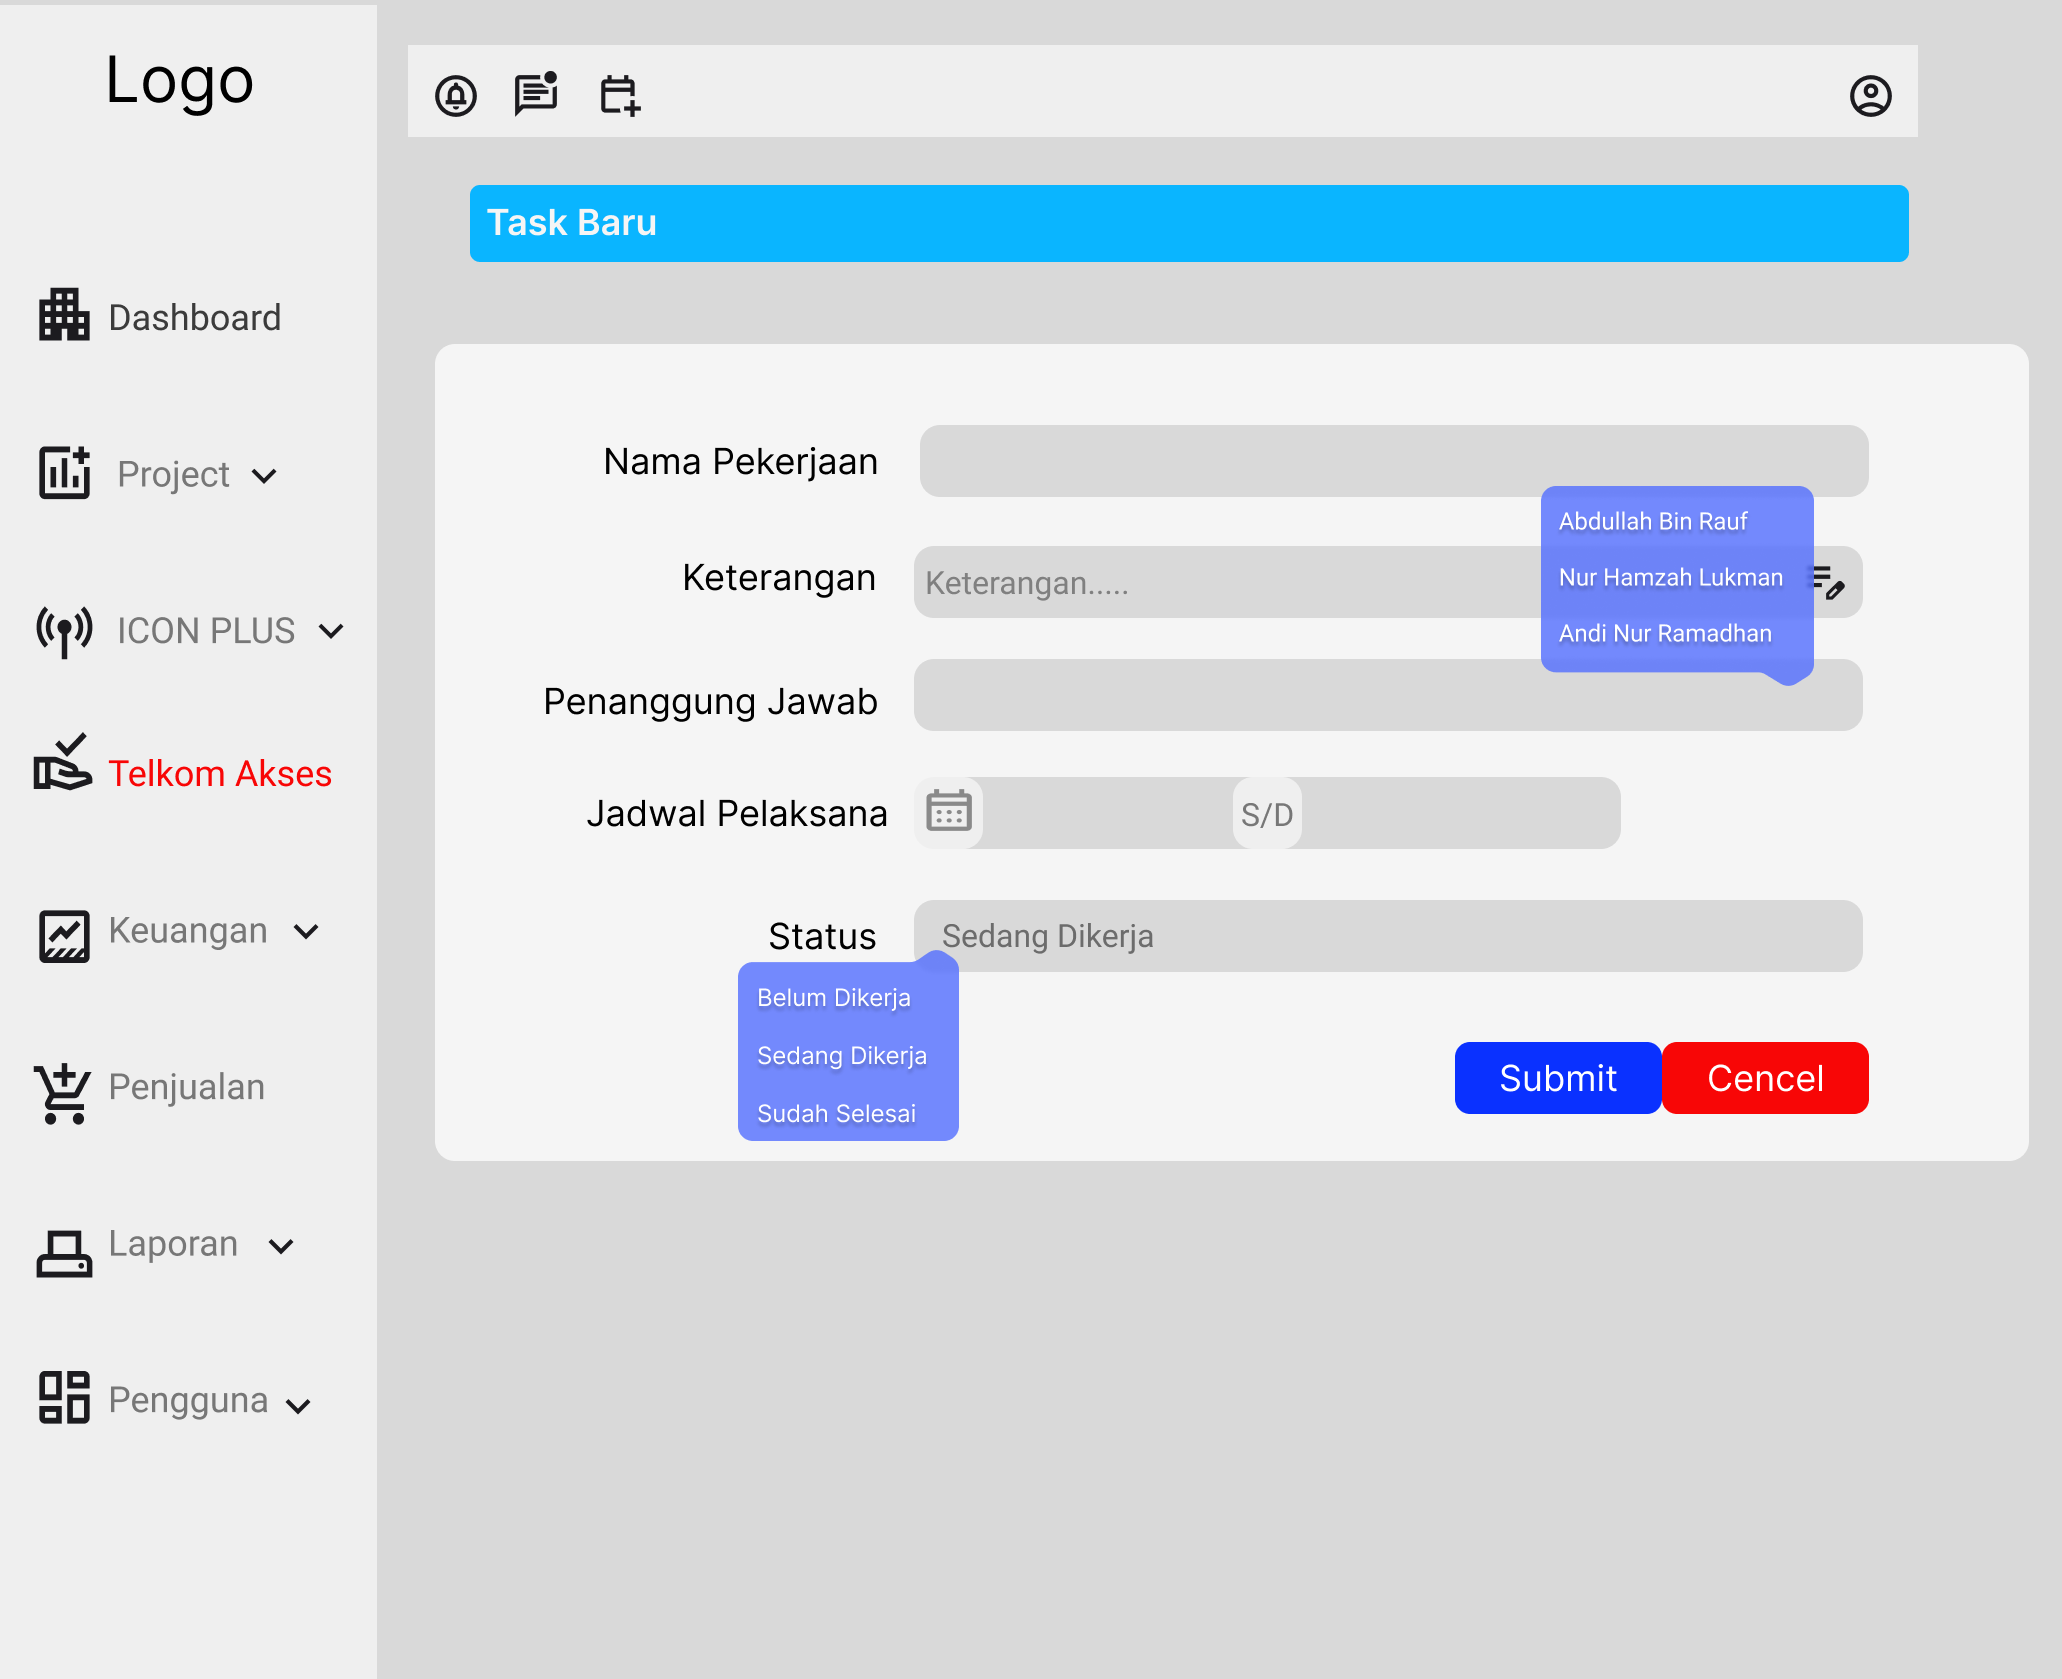 Logo
Dashboard
Project
ICON PLUS
Telkom Akses
Keuangan
Penjualan
Laporan
Pengguna
Task Baru
Nama Pekerjaan
Keterangan
Keterangan.....
Abdullah Bin Rauf
Nur Hamzah Lukman
Andi Nur Ramadhan
Penanggung Jawab
Jadwal Pelaksana
S/D
Status
Sedang Dikerja
Belum Dikerja
Sedang Dikerja
Sudah Selesai
Submit
Cencel